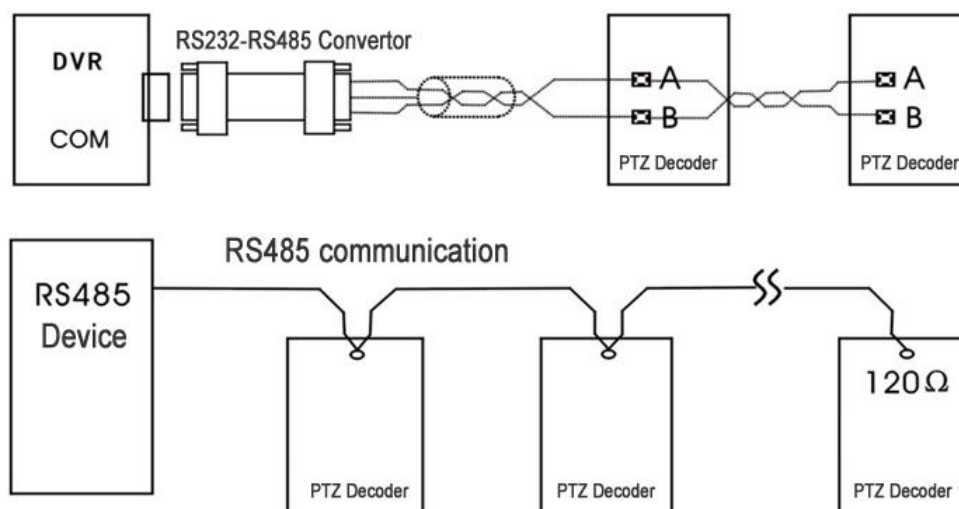 DVR
COM
RS232-RS485 Convertor
A
B
PTZ Decoder
A
B
PTZ Decoder
RS485 communication
RS485
Device
PTZ Decoder
PTZ Decoder
120Ω
PTZ Decoder